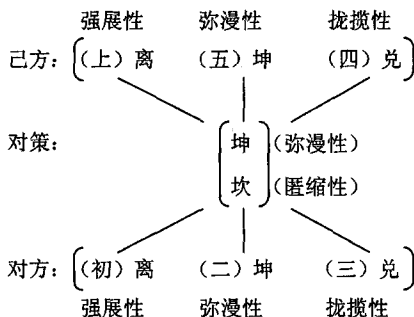 强展性 弥漫性 拢揽性
己方：（上）离 （五）坤 （四）兑
对策： 坤（弥漫性）
坎（匿缩性）
对方：（初）离 （二）坤 （三）兑
强展性 弥漫性 拢揽性